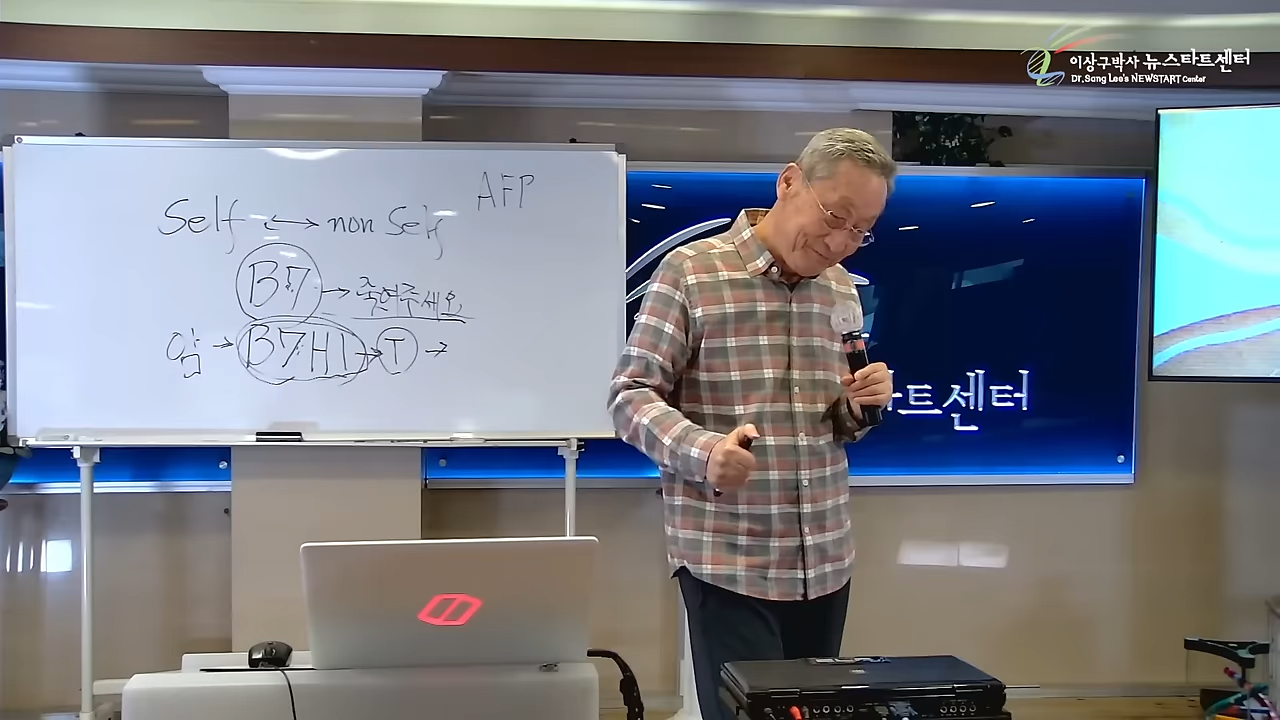 이상구박사 뉴스타트센터
Dr.Sang Lee's NEWSTART Center
AFP
Self ↔ non Self
B7 → 죽여주세요
암 → B7H1 → T →
타트센터